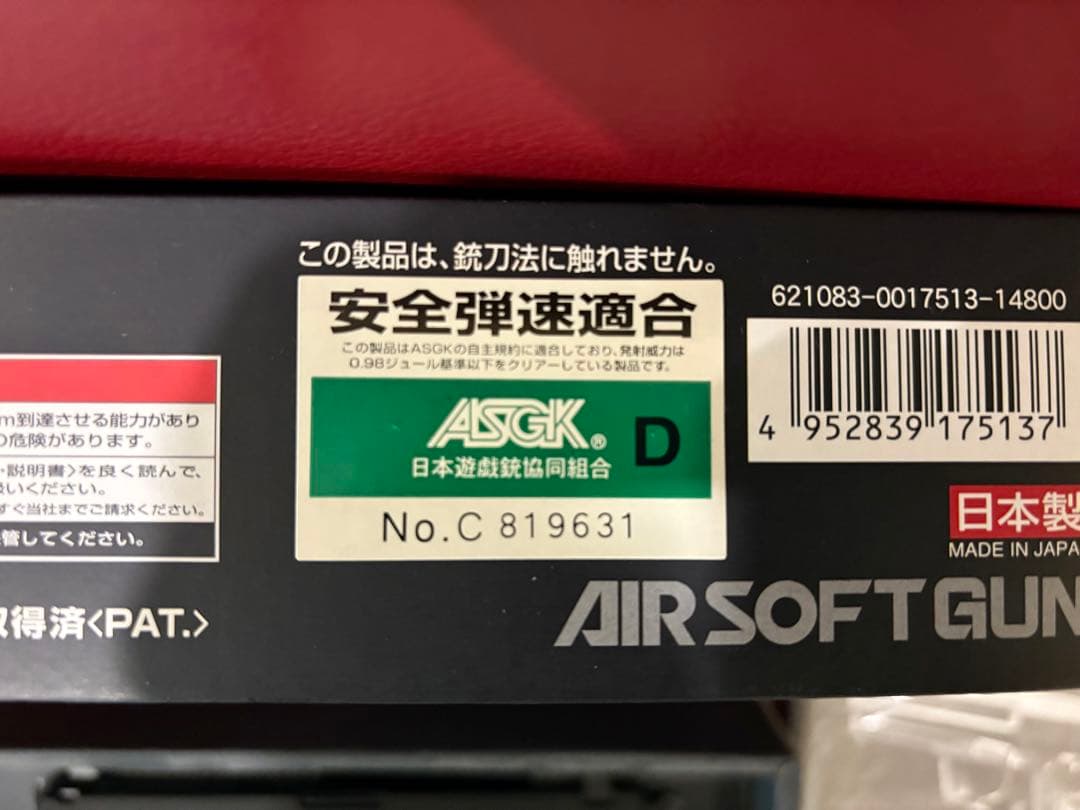 この製品は、銃刀法に触れません。
安全弾速適合
この製品はASGKの自主規約に適合しており、発射威力は
0.98ジュール基準以下をクリアーしている製品です。
ASGK®
D
日本遊戯銃協同組合
No.C 819631
621083-0017513-14800
4 952839 175137
日本製
MADE IN JAPA
AIRSOFT GUN
m到達させる能力があり
の危険があります。
説明書〉を良く読んで、
扱いください。
すぐ当社までご請求ください。
管してください。
取得済〈PAT.〉